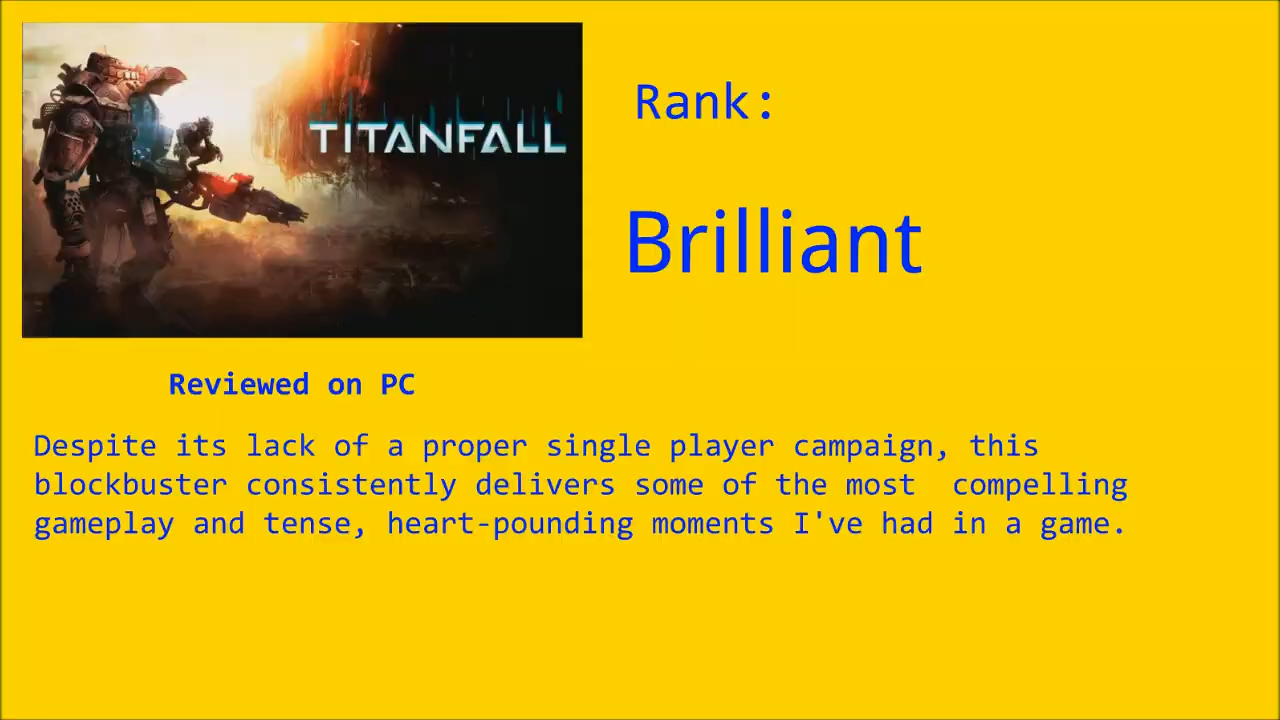 TITANFALL
Rank:
Brilliant
Reviewed on PC
Despite its lack of a proper single player campaign, this
blockbuster consistently delivers some of the most  compelling
gameplay and tense, heart-pounding moments I've had in a game.